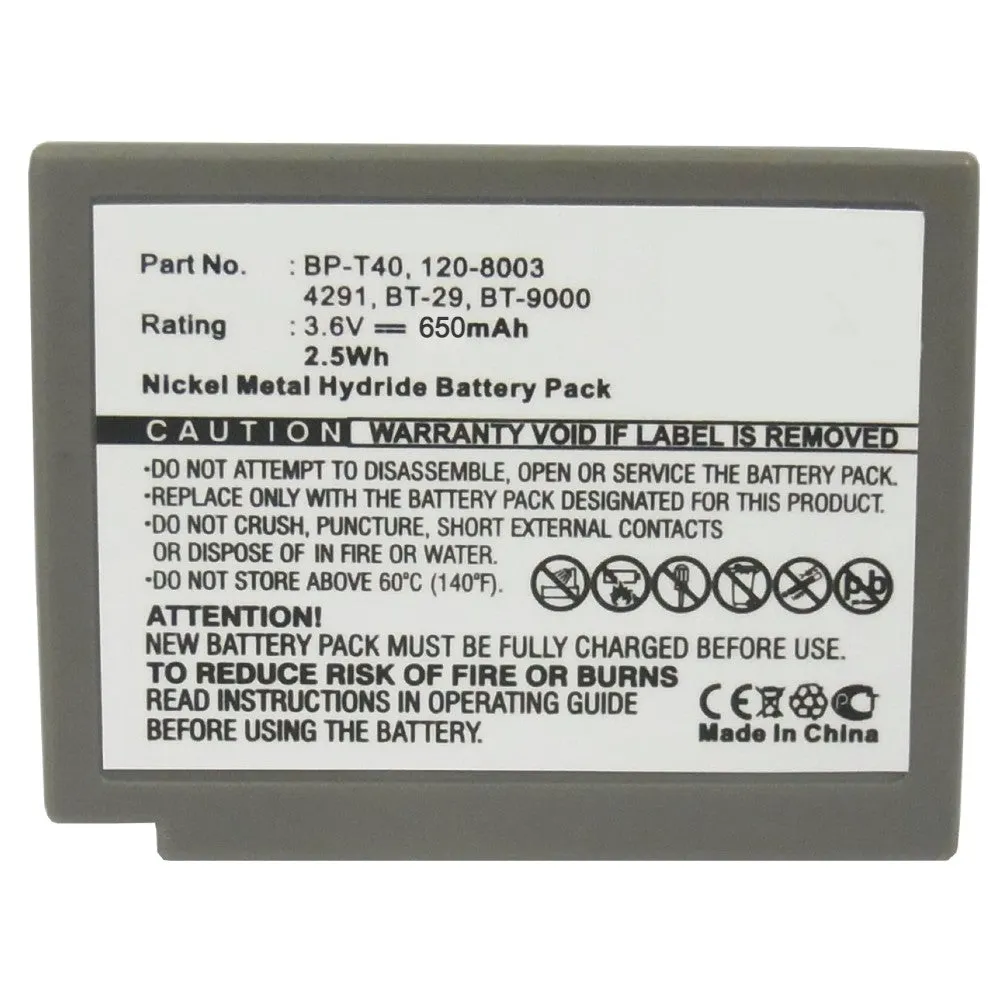 Part No. : BP-T40, 120-8003
4291, BT-29, BT-9000
Rating : 3.6V ⎓ 650mAh
2.5Wh
Nickel Metal Hydride Battery Pack
CAUTION WARRANTY VOID IF LABEL IS REMOVED
•DO NOT ATTEMPT TO DISASSEMBLE, OPEN OR SERVICE THE BATTERY PACK.
•REPLACE ONLY WITH THE BATTERY PACK DESIGNATED FOR THIS PRODUCT.
•DO NOT CRUSH, PUNCTURE, SHORT EXTERNAL CONTACTS
OR DISPOSE OF IN FIRE OR WATER.
•DO NOT STORE ABOVE 60°C (140°F).
Pb
ATTENTION!
NEW BATTERY PACK MUST BE FULLY CHARGED BEFORE USE.
TO REDUCE RISK OF FIRE OR BURNS
READ INSTRUCTIONS IN OPERATING GUIDE
BEFORE USING THE BATTERY.
CE PC
Made In China